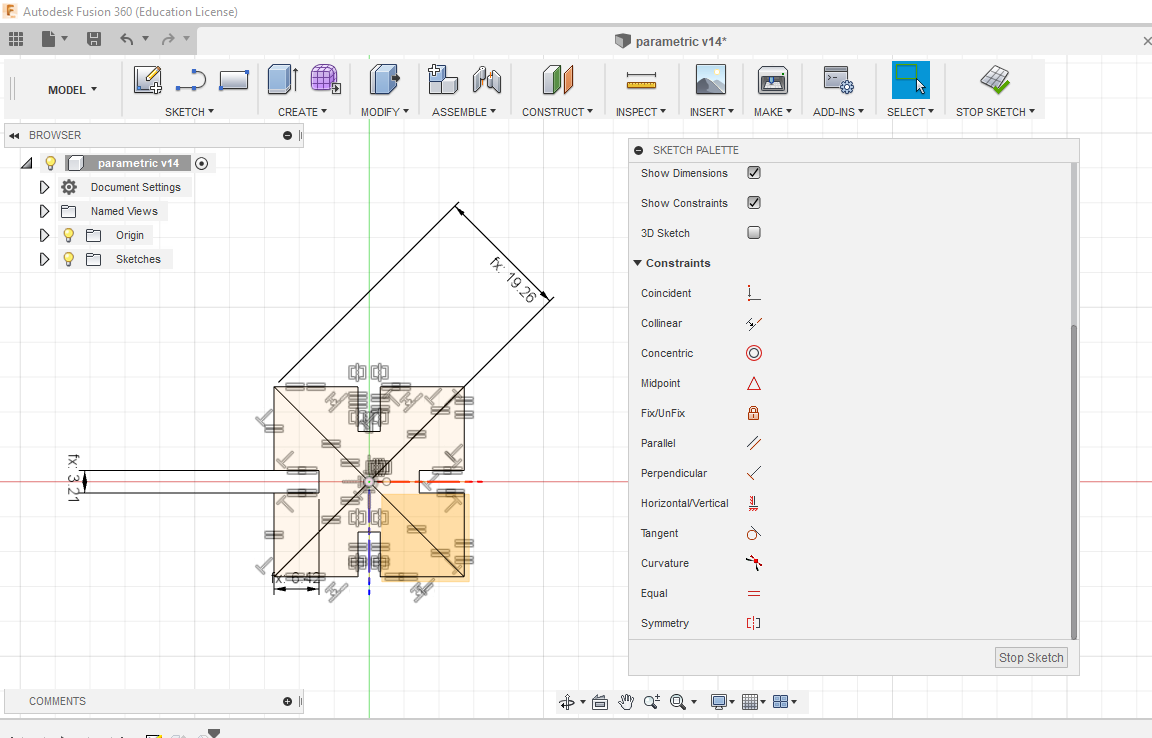 Autodesk Fusion 360 (Education License)
parametric v14*
MODEL
SKETCH
CREATE
MODIFY
ASSEMBLE
CONSTRUCT
INSPECT
INSERT
MAKE
ADD-INS
SELECT
STOP SKETCH
BROWSER
parametric v14
Document Settings
Named Views
Origin
Sketches
SKETCH PALETTE
Show Dimensions
Show Constraints
3D Sketch
Constraints
Coincident
Collinear
Concentric
Midpoint
Fix/UnFix
Parallel
Perpendicular
Horizontal/Vertical
Tangent
Curvature
Equal
Symmetry
Stop Sketch
fx: 19.26
fx: 3.21
fx: 6.42
COMMENTS